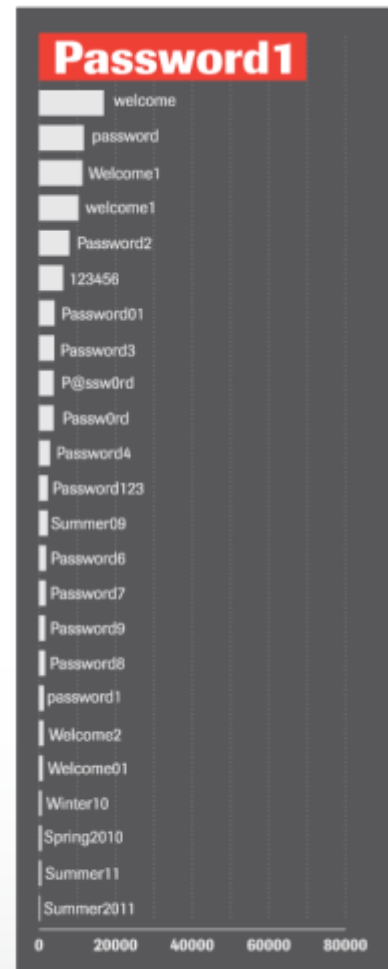 Password1
welcome
password
Welcome1
welcome1
Password2
123456
Password01
Password3
P@ssw0rd
Passw0rd
Password4
Password123
Summer09
Password6
Password7
Password9
Password8
password1
Welcome2
Welcome01
Winter10
Spring2010
Summer11
Summer2011
0 20000 40000 60000 80000